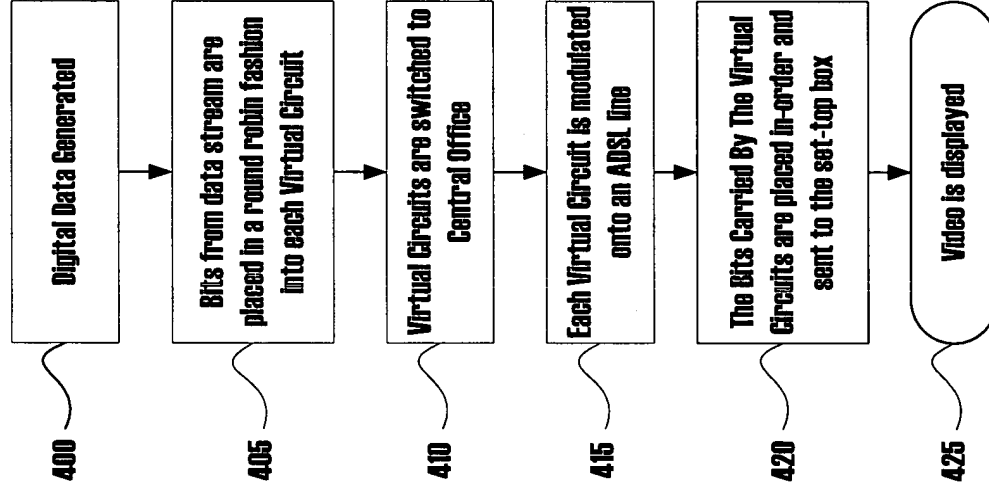 400
Digital Data Generated
405
Bits from data stream are
placed in a round robin fashion
into each Virtual Circuit
410
Virtual Circuits are switched to
Central Office
415
Each Virtual Circuit is modulated
onto an ADSL line
420
The Bits Carried By The Virtual
Circuits are placed in-order and
sent to the set-top box
425
Video is displayed